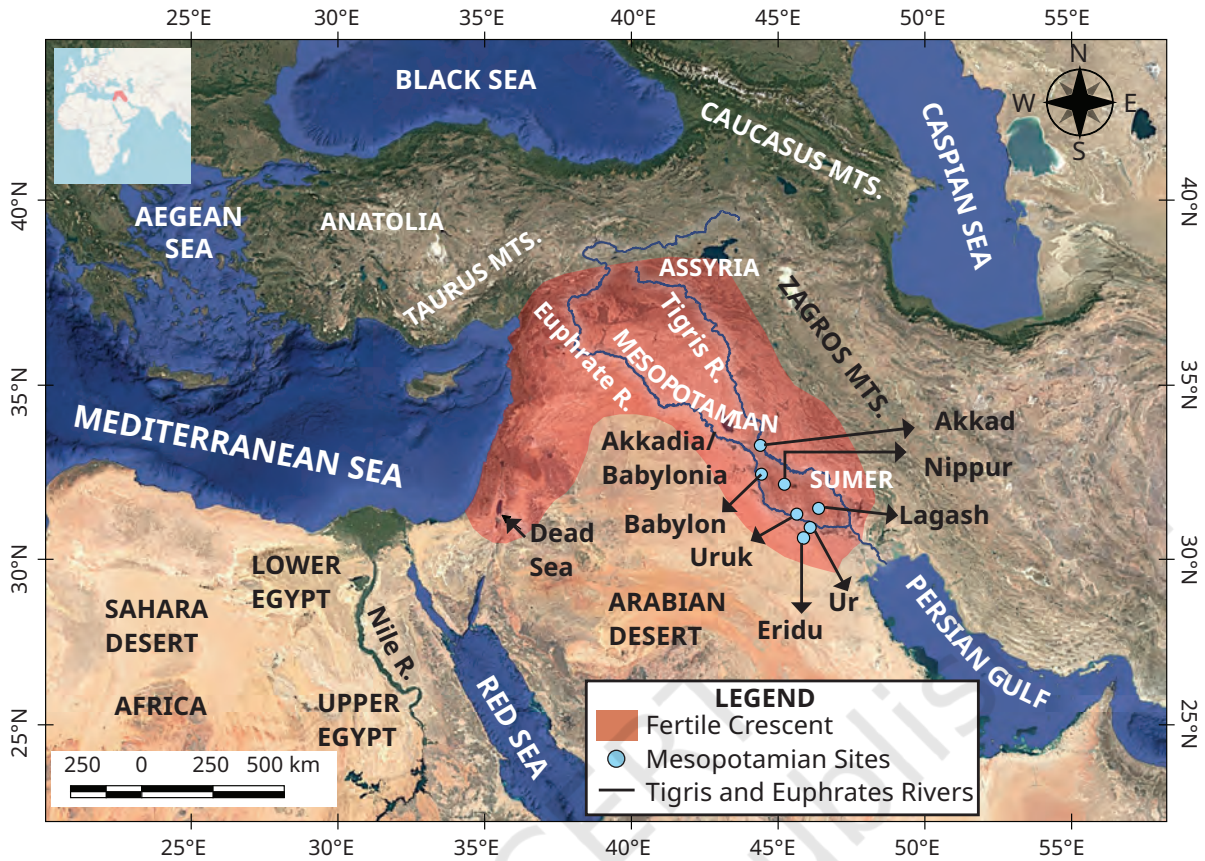 25°E 30°E 35°E 40°E 45°E 50°E 55°E
N
W E
S
BLACK SEA
CAUCASUS MTS.
CASPIAN SEA
40°N
40°N
AEGEAN
SEA
ANATOLIA
TAURUS MTS.
ASSYRIA
ZAGROS MTS.
Tigris R.
Euphrate R.
MESOPOTAMIAN
35°N
35°N
MEDITERRANEAN SEA
Akkadia/
Babylonia
Akkad
Nippur
SUMER
Lagash
Babylon
Uruk
Ur
Eridu
Dead
Sea
30°N
30°N
LOWER
EGYPT
Nile R.
SAHARA
DESERT
ARABIAN
DESERT
PERSIAN GULF
AFRICA
UPPER
EGYPT
RED SEA
25°N
25°N
LEGEND
Fertile Crescent
Mesopotamian Sites
Tigris and Euphrates Rivers
250 0 250 500 km
25°E 30°E 35°E 40°E 45°E 50°E 55°E